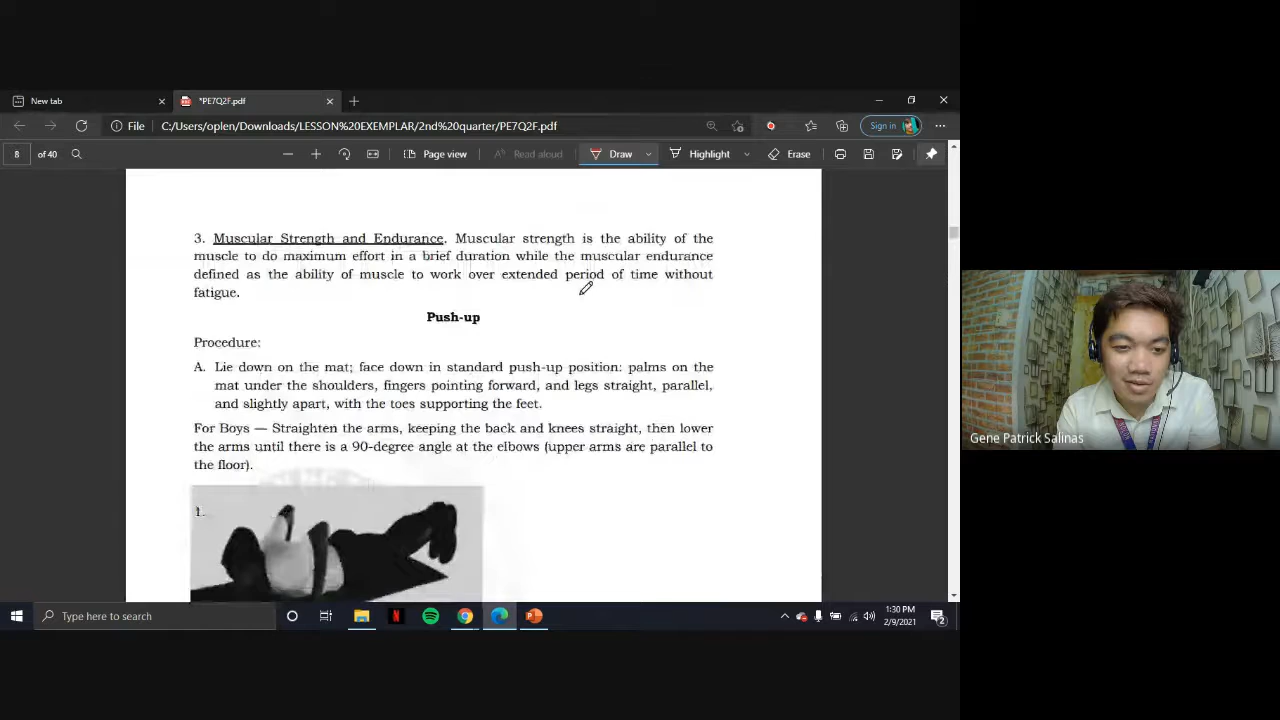 New tab
*PE7Q2F.pdf
File C:/Users/oplen/Downloads/LESSON%20EXEMPLAR/2nd%20quarter/PE7Q2F.pdf Sign in
8 of 40 Page view Read aloud Draw Highlight Erase
3. Muscular Strength and Endurance. Muscular strength is the ability of the
muscle to do maximum effort in a brief duration while the muscular endurance
defined as the ability of muscle to work over extended period of time without
fatigue.
Push-up
Procedure:
A. Lie down on the mat; face down in standard push-up position: palms on the
mat under the shoulders, fingers pointing forward, and legs straight, parallel,
and slightly apart, with the toes supporting the feet.
For Boys — Straighten the arms, keeping the back and knees straight, then lower
the arms until there is a 90-degree angle at the elbows (upper arms are parallel to
the floor).
1.
Gene Patrick Salinas
Type here to search
1:30 PM
2/9/2021
2